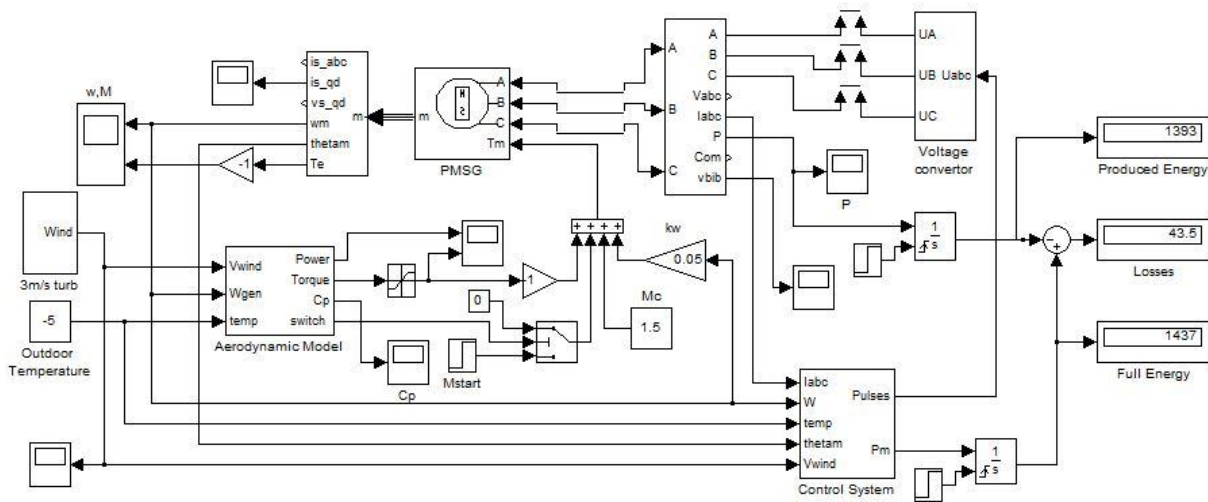 w,M
is_abc
is_qd
vs_qd
wm
thetam
Te
m
-1
m
A
B
C
Tm
N
S
PMSG
A
B
C
A
B
C
Vabc
Iabc
P
Com
vbib
P
UA
UB
UC
Uabc
Voltage
convertor
1393
Produced Energy
43.5
Losses
1437
Full Energy
1
s
- +
Wind
3m/s turb
-5
Outdoor
Temperature
Vwind
Wgen
temp
Power
Torque
Cp
switch
Aerodynamic Model
-1
+ + + +
kw
0.05
Mc
1.5
0
Mstart
Cp
Iabc
W
temp
thetam
Vwind
Pulses
Pm
Control System
1
s